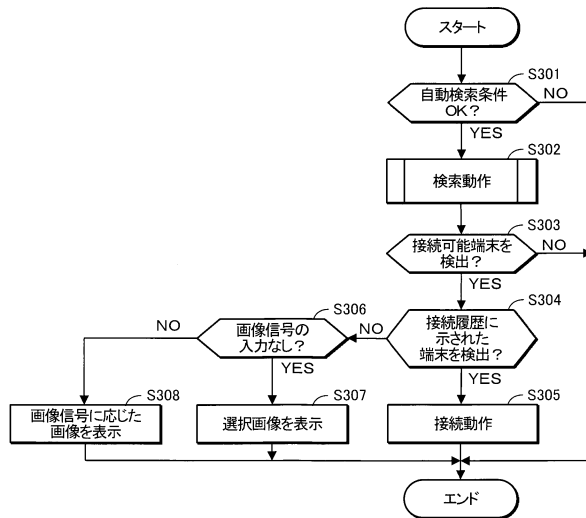 スタート
S301
自動検索条件
OK?
NO
YES
S302
検索動作
S303
接続可能端末を
検出?
NO
YES
S304
接続履歴に
示された
端末を検出?
NO
YES
S306
画像信号の
入力なし?
NO
YES
S308
画像信号に応じた
画像を表示
S307
選択画像を表示
S305
接続動作
エンド